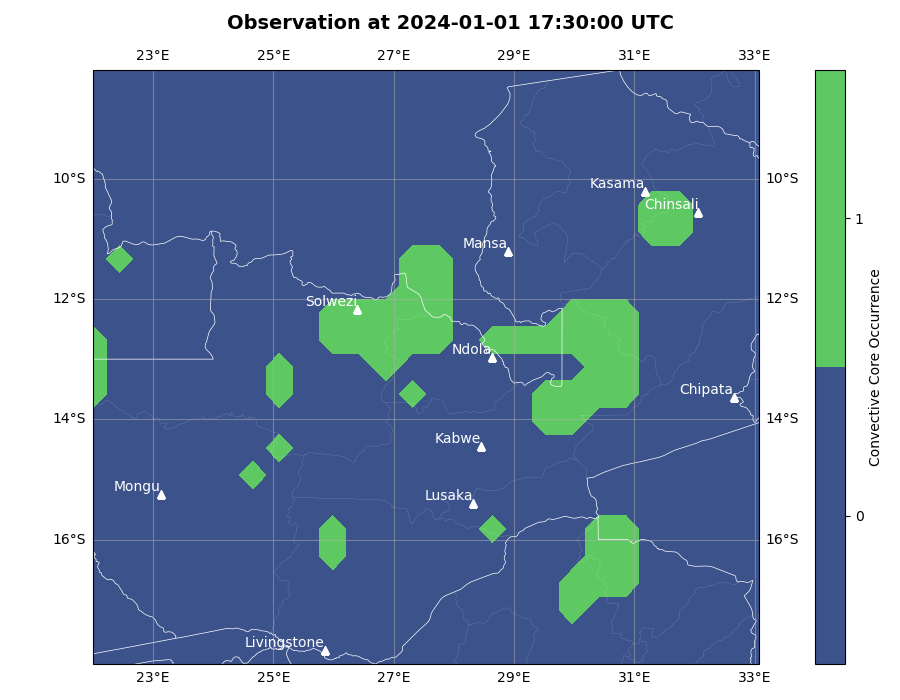 Observation at 2024-01-01 17:30:00 UTC
23°E 25°E 27°E 29°E 31°E 33°E
10°S 10°S
Kasama
Chinsali
Mansa
12°S 12°S
Solwezi
Ndola
Chipata
14°S 14°S
Kabwe
Mongu
Lusaka
16°S 16°S
Livingstone
23°E 25°E 27°E 29°E 31°E 33°E
1
0
Convective Core Occurrence